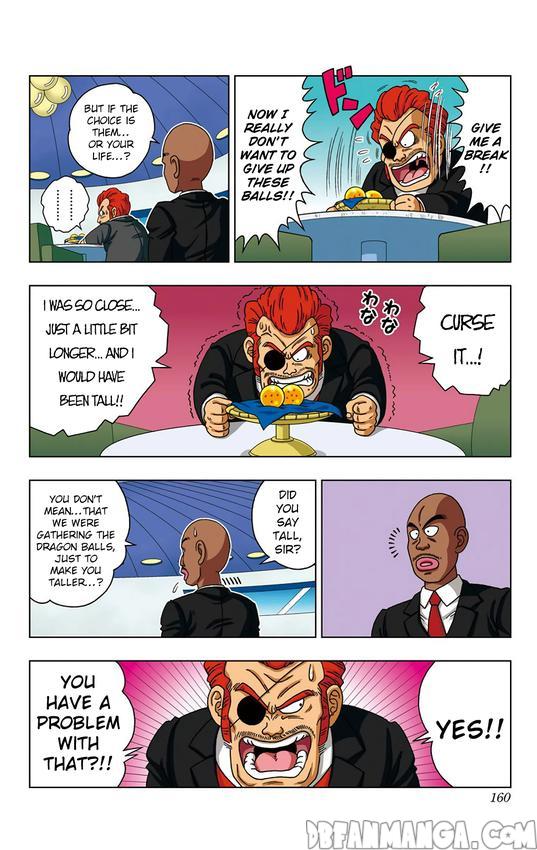 GIVE
ME A
BREAK
!!
ドン
NOW I
REALLY
DON'T
WANT TO
GIVE UP
THESE
BALLS!!
BUT IF THE
CHOICE IS
THEM...
OR YOUR
LIFE...?
CURSE
IT...!
わな
わな
I WAS SO CLOSE...
JUST A LITTLE BIT
LONGER... AND I
WOULD HAVE
BEEN TALL!!
DID
YOU SAY
TALL,
SIR?
YOU DON'T
MEAN...THAT
WE WERE
GATHERING THE
DRAGON BALLS,
JUST TO
MAKE YOU
TALLER...?
YES!!
YOU
HAVE A
PROBLEM
WITH
THAT?!!
160
DBFANMANGA.COM